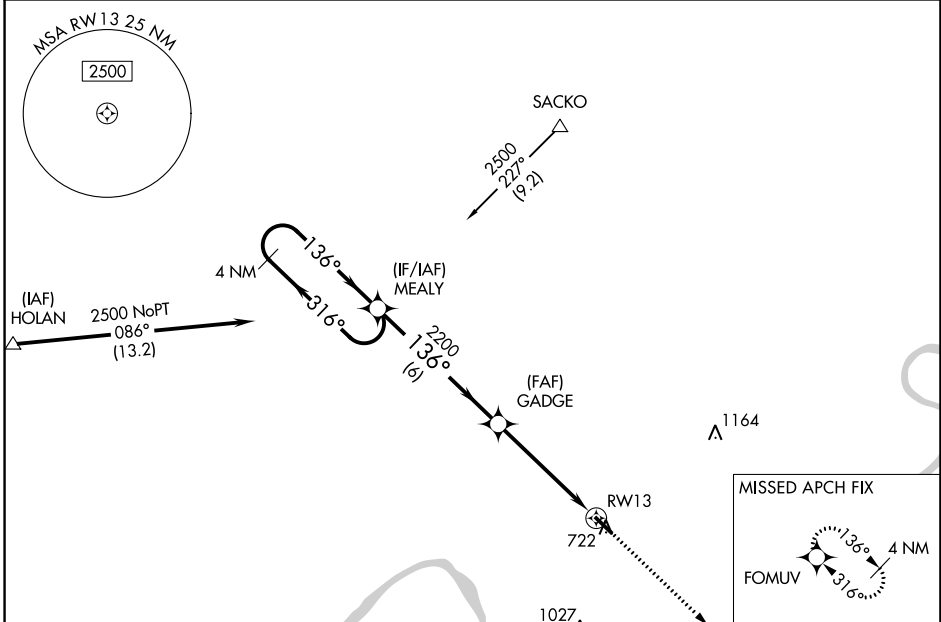 MSA RW13 25 NM
2500
SACKO
2500
227°
(9.2)
4 NM
136°
316°
(IF/IAF)
MEALY
(IAF)
HOLAN
2500 NoPT
086°
(13.2)
2200
136°
(6)
(FAF)
GADGE
1164
RW13
722
1027
MISSED APCH FIX
FOMUV
136°
316°
4 NM